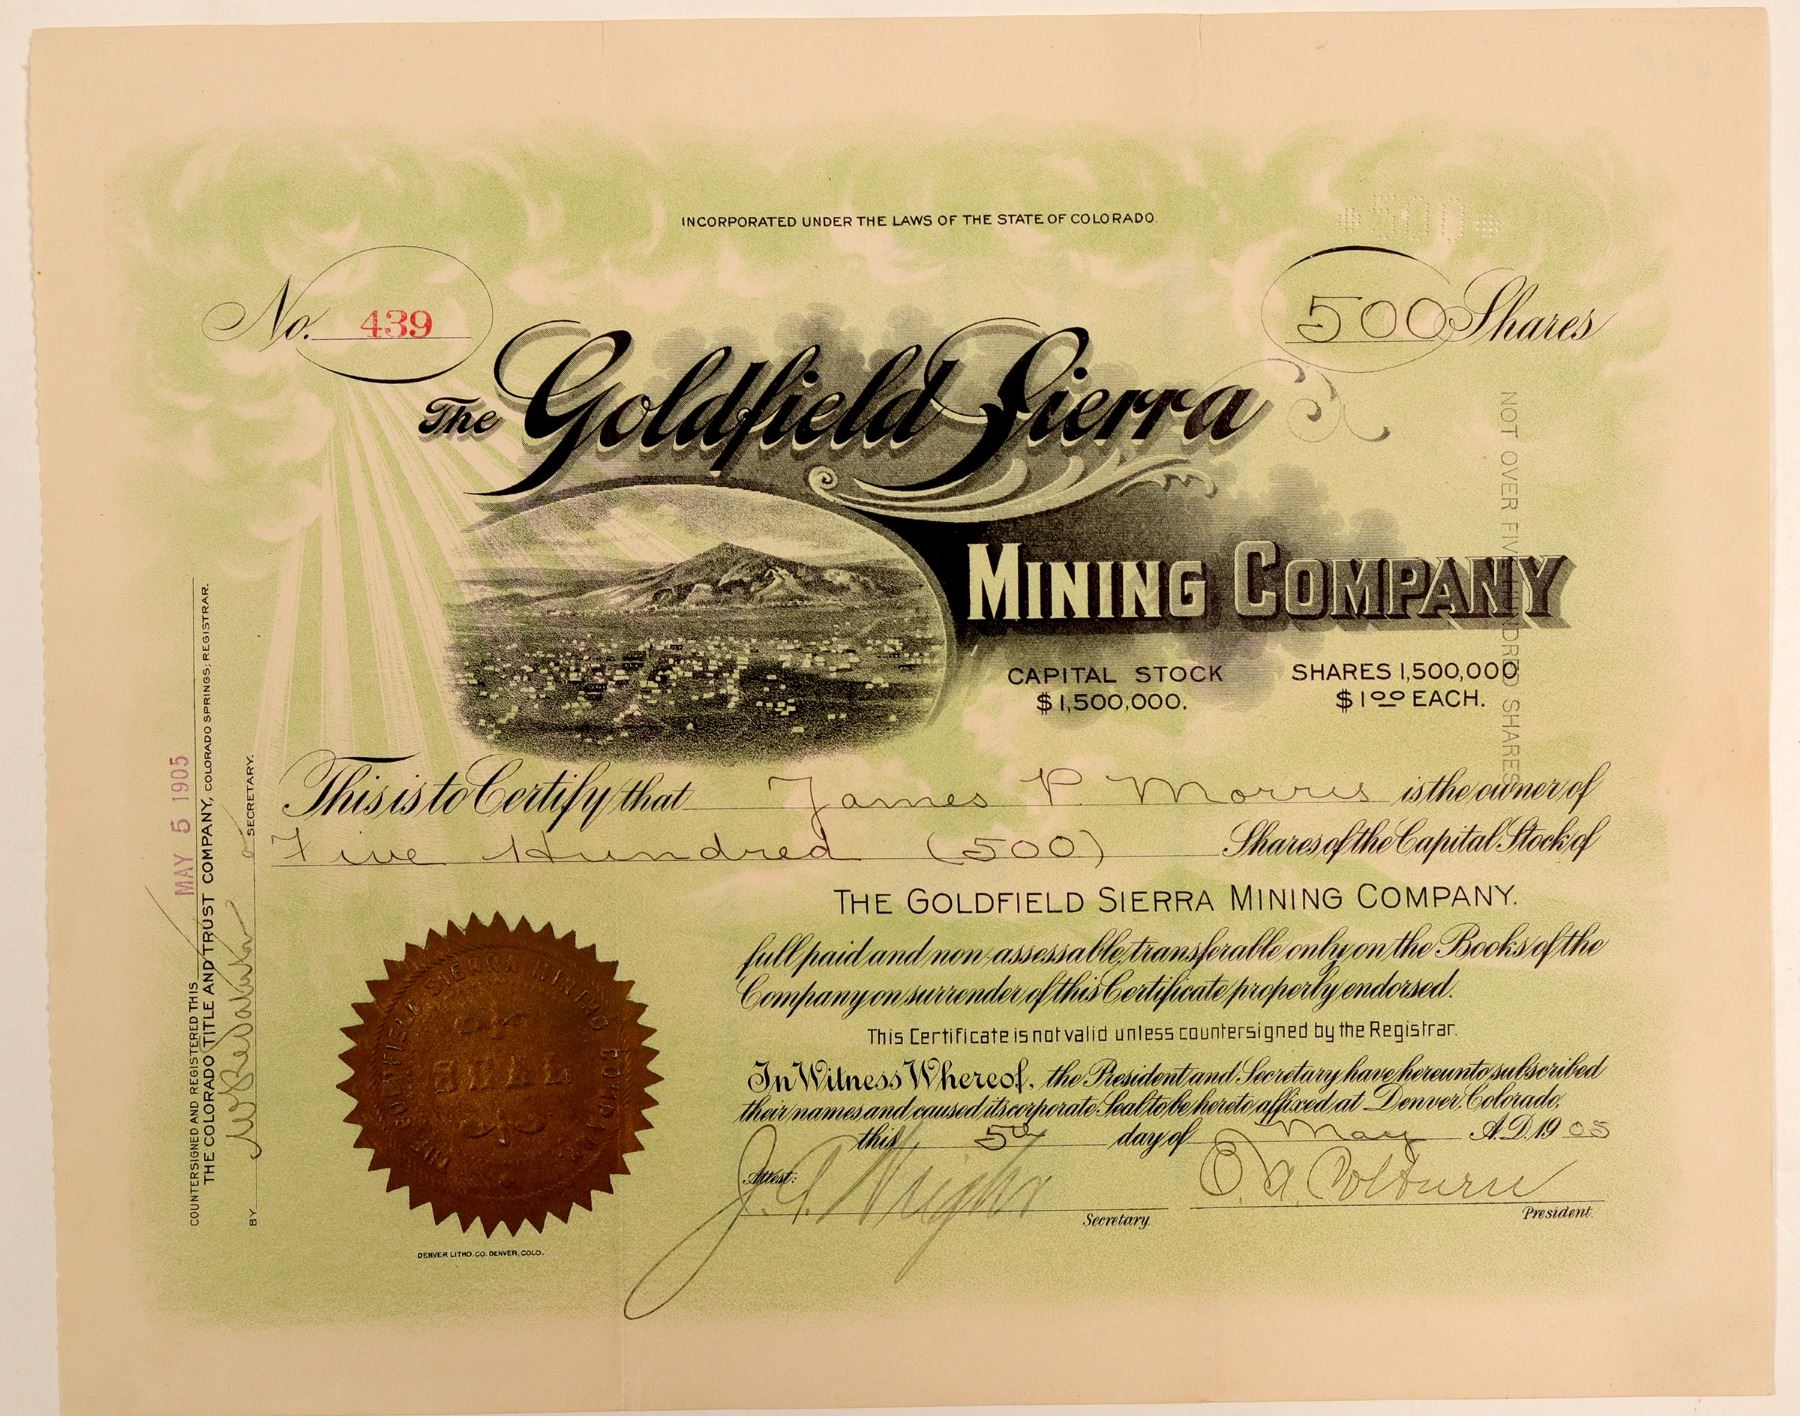 *500*
INCORPORATED UNDER THE LAWS OF THE STATE OF COLORADO.
No. 439
500 Shares
The Goldfield Sierra
MINING COMPANY
CAPITAL STOCK
$1,500,000.
SHARES 1,500,000
$1.00 EACH.
NOT OVER FIVE HUNDRED SHARES
This is to Certify that James P Morris is the owner of
Five Hundred (500) Shares of the Capital Stock of
THE GOLDFIELD SIERRA MINING COMPANY.
full paid and non-assessable, transferable only on the Books of the
Company on surrender of this Certificate properly endorsed.
This Certificate is not valid unless countersigned by the Registrar.
In Witness Whereof, the President and Secretary have hereunto subscribed
their names and caused its corporate Seal to be hereto affixed at Denver, Colorado,
this 5th day of May A.D. 1905
Attest:
J. T. Wright
Secretary.
C. A. Colburn
President.
THE GOLDFIELD SIERRA MINING COMPANY
SEAL
DENVER LITHO. CO. DENVER, COLO.
COUNTERSIGNED AND REGISTERED THIS MAY 5 1905
THE COLORADO TITLE AND TRUST COMPANY, COLORADO SPRINGS, REGISTRAR.
BY SECRETARY.